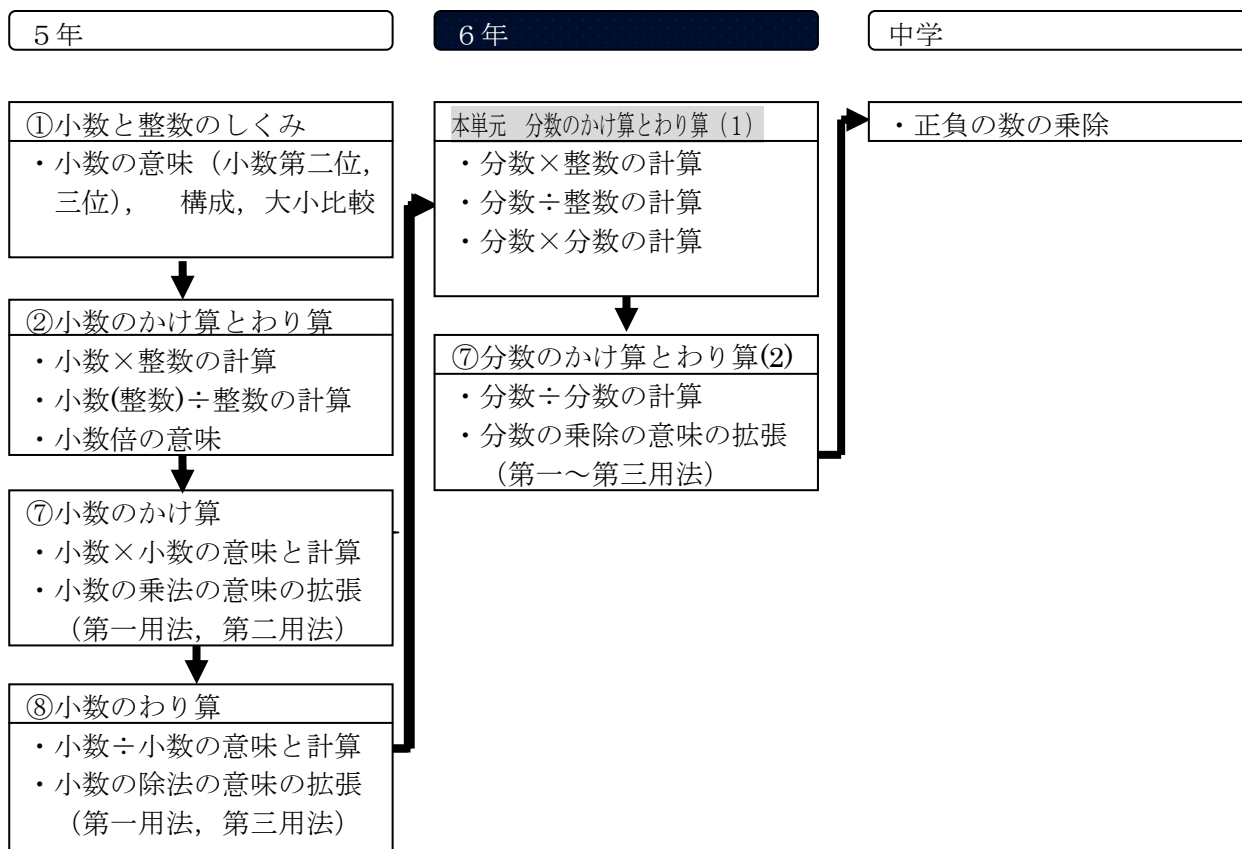 5年
①小数と整数のしくみ
・小数の意味(小数第二位,
三位), 構成,大小比較
②小数のかけ算とわり算
・小数×整数の計算
・小数(整数)÷整数の計算
・小数倍の意味
⑦小数のかけ算
・小数×小数の意味と計算
・小数の乗法の意味の拡張
(第一用法,第二用法)
⑧小数のわり算
・小数÷小数の意味と計算
・小数の除法の意味の拡張
(第一用法,第三用法)
6年
本単元 分数のかけ算とわり算(1)
・分数×整数の計算
・分数÷整数の計算
・分数×分数の計算
⑦分数のかけ算とわり算(2)
・分数÷分数の計算
・分数の乗除の意味の拡張
(第一~第三用法)
中学
・正負の数の乗除